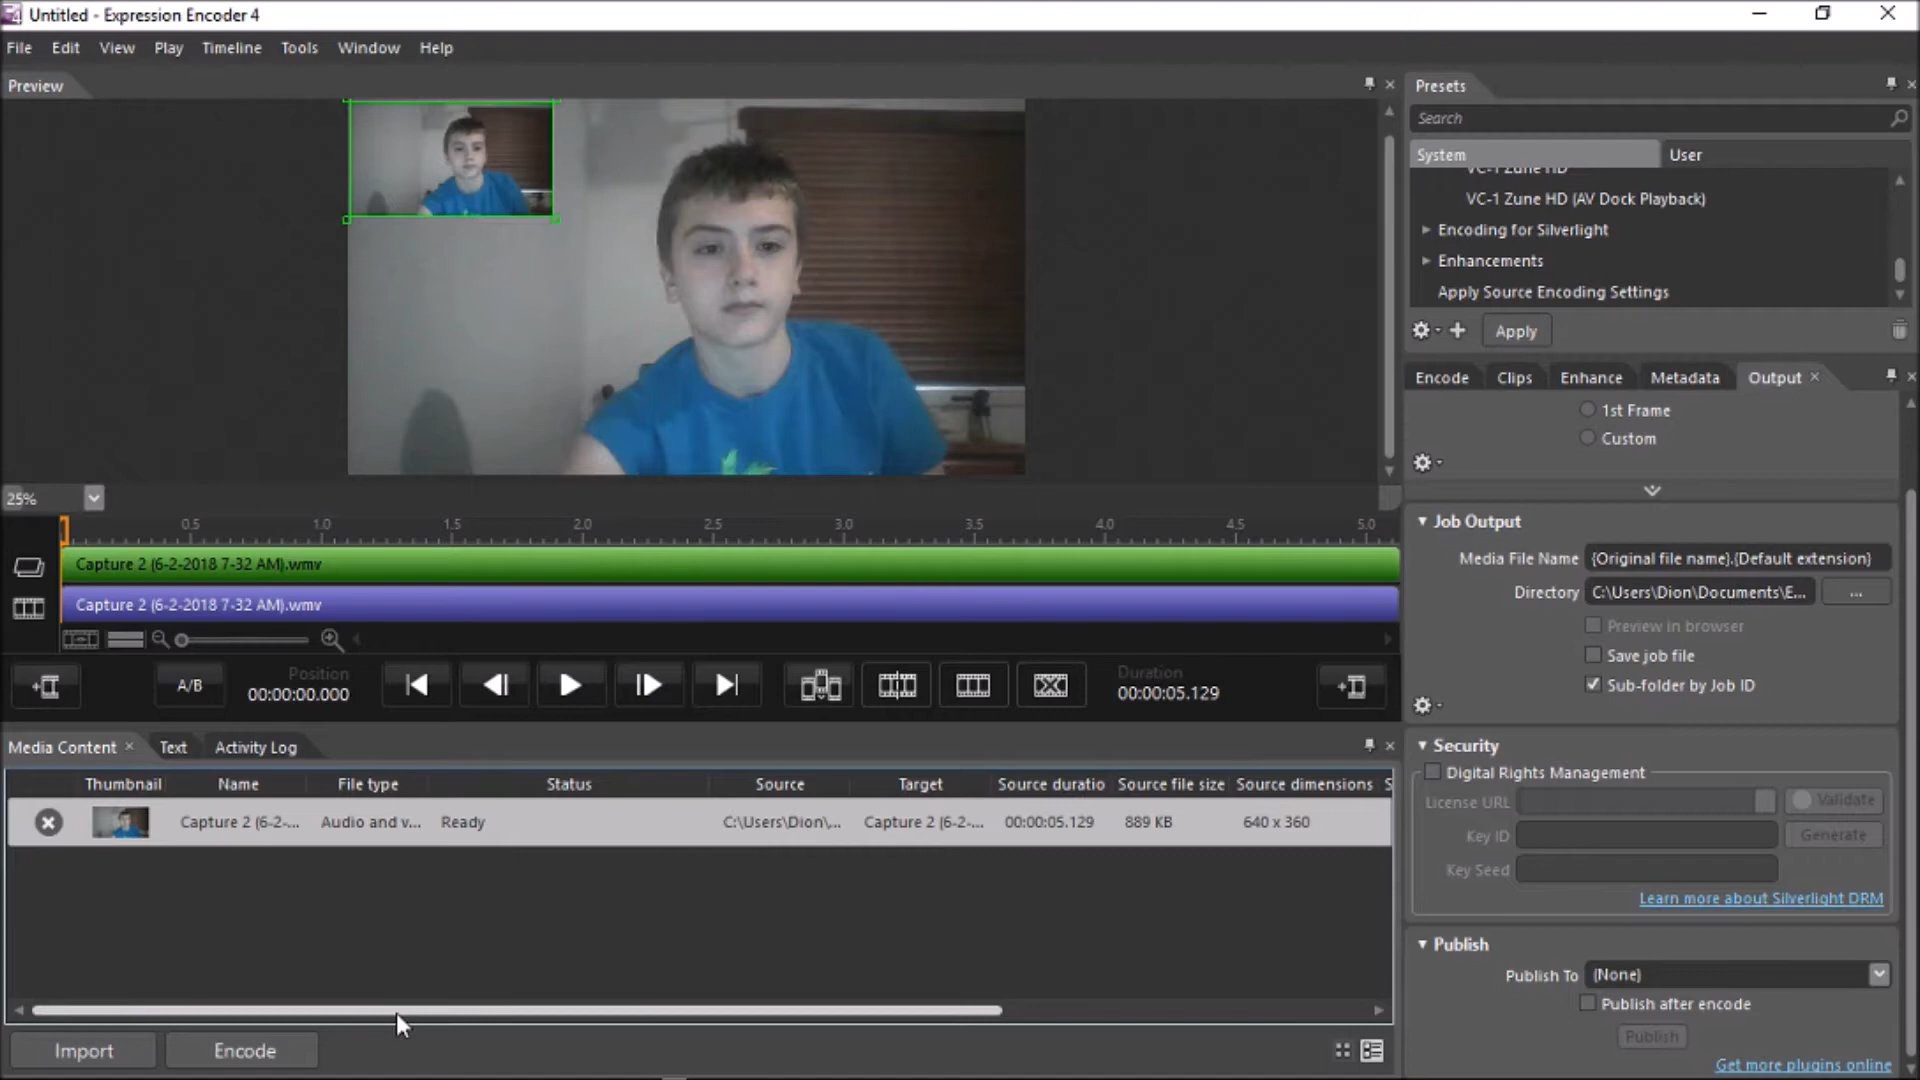 Untitled - Expression Encoder 4
File Edit View Play Timeline Tools Window Help
Preview
Presets
Search
System User
VC-1 Zune HD
VC-1 Zune HD (AV Dock Playback)
Encoding for Silverlight
Enhancements
Apply Source Encoding Settings
Apply
Encode Clips Enhance Metadata Output
1st Frame
Custom
25%
0.5 1.0 1.5 2.0 2.5 3.0 3.5 4.0 4.5 5.0
Capture 2 (6-2-2018 7-32 AM).wmv
Capture 2 (6-2-2018 7-32 AM).wmv
A/B
Position
00:00:00.000
Duration
00:00:05.129
Job Output
Media File Name {Original file name}.{Default extension}
Directory C:\Users\Dion\Documents\E... ...
Preview in browser
Save job file
Sub-folder by Job ID
Media Content Text Activity Log
Thumbnail Name File type Status Source Target Source duratio Source file size Source dimensions S
Capture 2 (6-2-... Audio and v... Ready C:\Users\Dion\... Capture 2 (6-2-... 00:00:05.129 889 KB 640 x 360
Security
Digital Rights Management
License URL Validate
Key ID Generate
Key Seed
Learn more about Silverlight DRM
Publish
Publish To (None)
Publish after encode
Publish
Get more plugins online
Import Encode